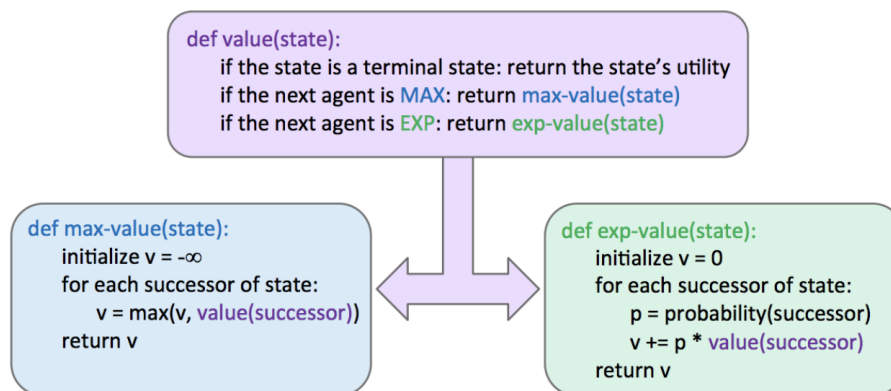 def value(state):
if the state is a terminal state: return the state’s utility
if the next agent is MAX: return max-value(state)
if the next agent is EXP: return exp-value(state)
def max-value(state):
initialize v = -∞
for each successor of state:
v = max(v, value(successor))
return v
def exp-value(state):
initialize v = 0
for each successor of state:
p = probability(successor)
v += p * value(successor)
return v